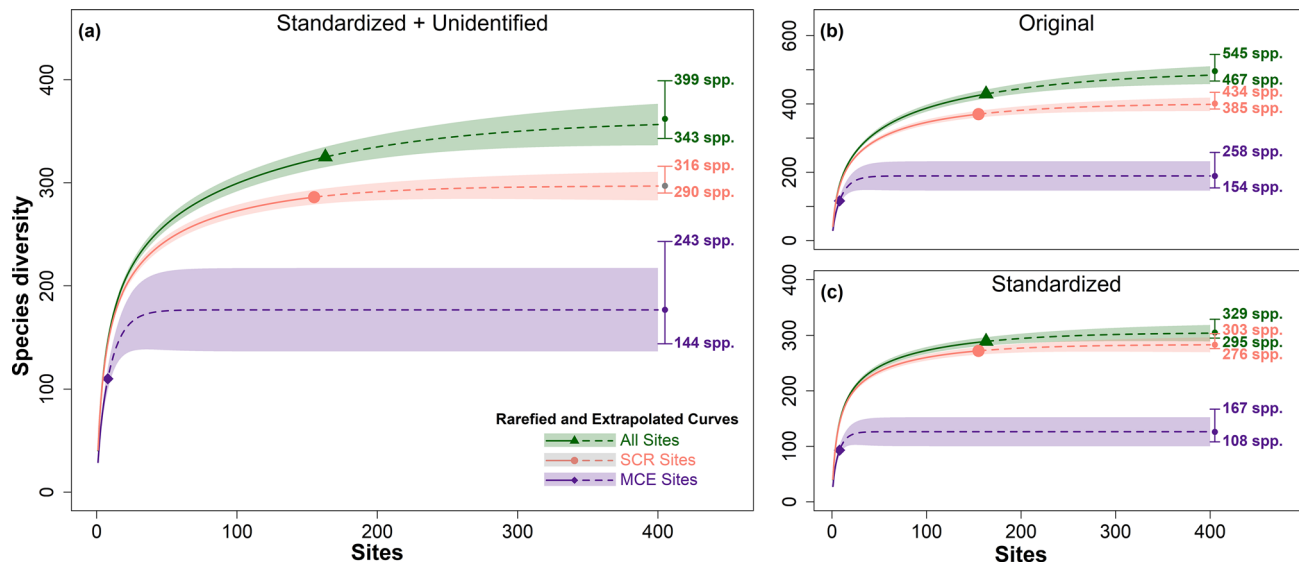 (a)
Standardized + Unidentified
Species diversity
400
300
200
100
0
399 spp.
343 spp.
316 spp.
290 spp.
243 spp.
144 spp.
Rarefied and Extrapolated Curves
All Sites
SCR Sites
MCE Sites
0 100 200 300 400
Sites
(b)
Original
600
400
200
0
545 spp.
467 spp.
434 spp.
385 spp.
258 spp.
154 spp.
(c)
Standardized
400
300
200
100
0
329 spp.
303 spp.
295 spp.
276 spp.
167 spp.
108 spp.
0 100 200 300 400
Sites